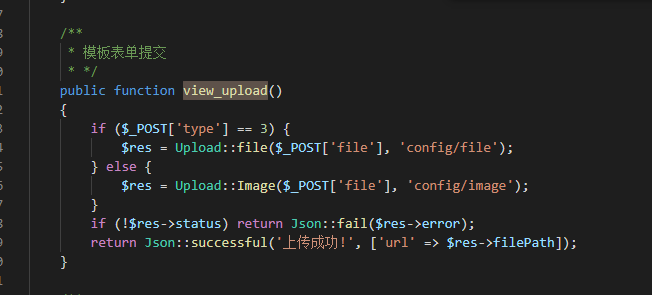 /**
* 模板表单提交
* */
public function view_upload()
{
if ($_POST['type'] == 3) {
$res = Upload::file($_POST['file'], 'config/file');
} else {
$res = Upload::Image($_POST['file'], 'config/image');
}
if (!$res->status) return Json::fail($res->error);
return Json::successful('上传成功!', ['url' => $res->filePath]);
}